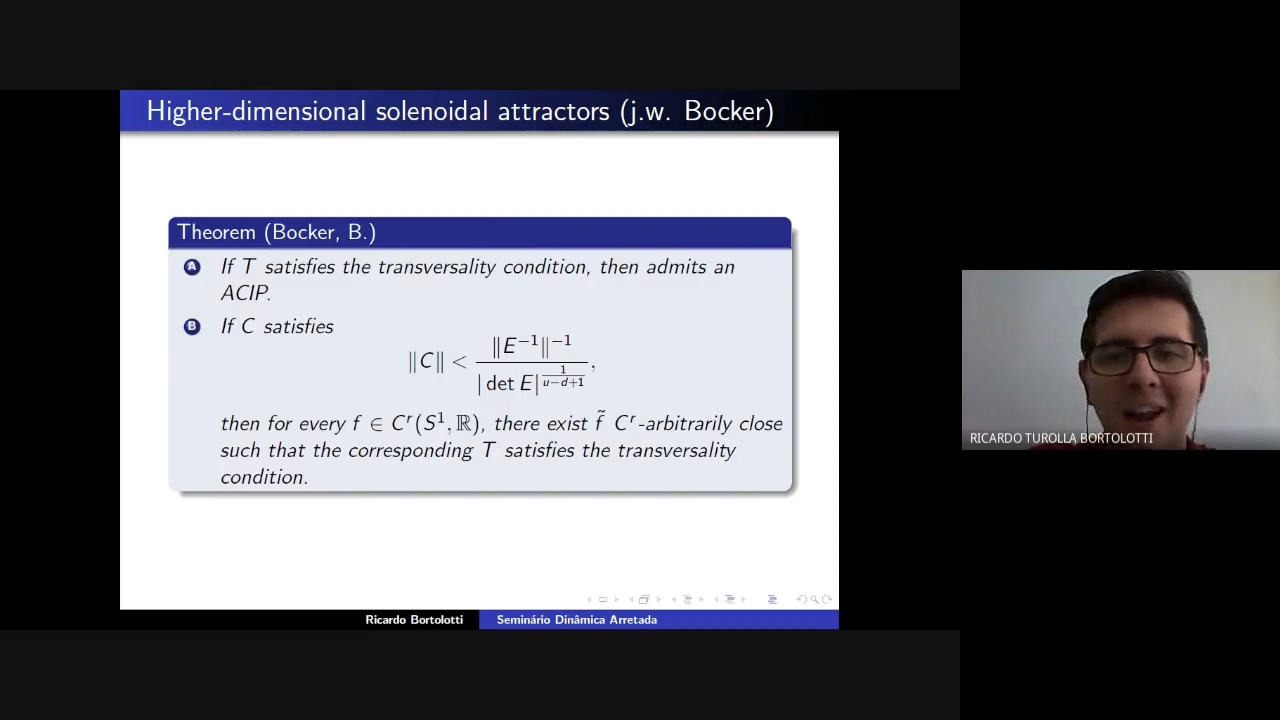 Higher-dimensional solenoidal attractors (j.w. Bocker)
Theorem (Bocker, B.)
A If T satisfies the transversality condition, then admits an
ACIP.
B If C satisfies
‖C‖ < ‖E⁻¹‖⁻¹ / |det E|^{1/(u−d+1)},
then for every f ∈ Cʳ(S¹, ℝ), there exist f̃ Cʳ-arbitrarily close
such that the corresponding T satisfies the transversality
condition.
Ricardo Bortolotti
Seminário Dinâmica Arretada
RICARDO TUROLLA BORTOLOTTI